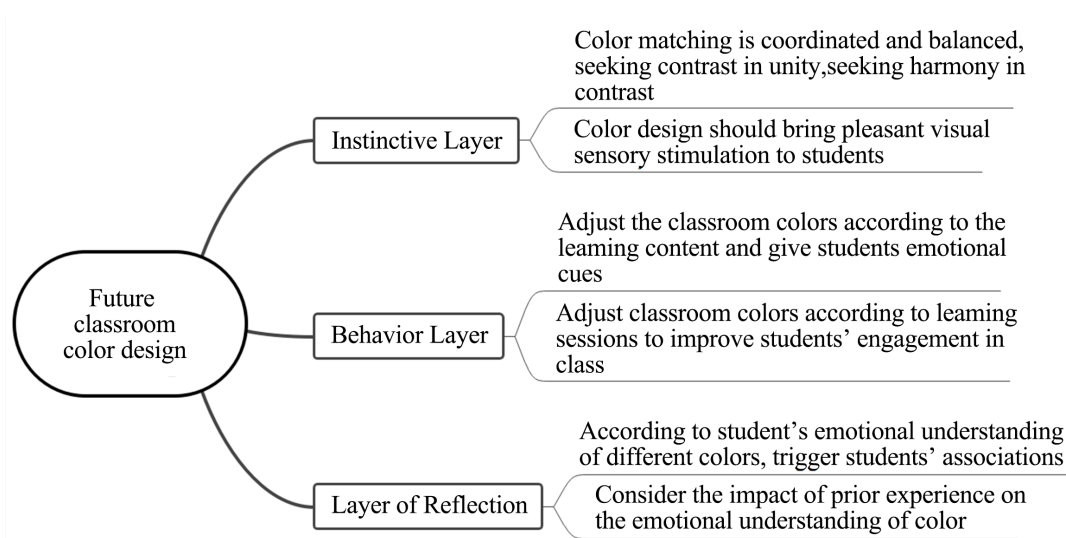 Future
classroom
color design
Instinctive Layer
Color matching is coordinated and balanced,
seeking contrast in unity,seeking harmony in
contrast
Color design should bring pleasant visual
sensory stimulation to students
Behavior Layer
Adjust the classroom colors according to the
leaming content and give students emotional
cues
Adjust classroom colors according to leaming
sessions to improve students’ engagement in
class
Layer of Reflection
According to student’s emotional understanding
of different colors, trigger students’ associations
Consider the impact of prior experience on
the emotional understanding of color